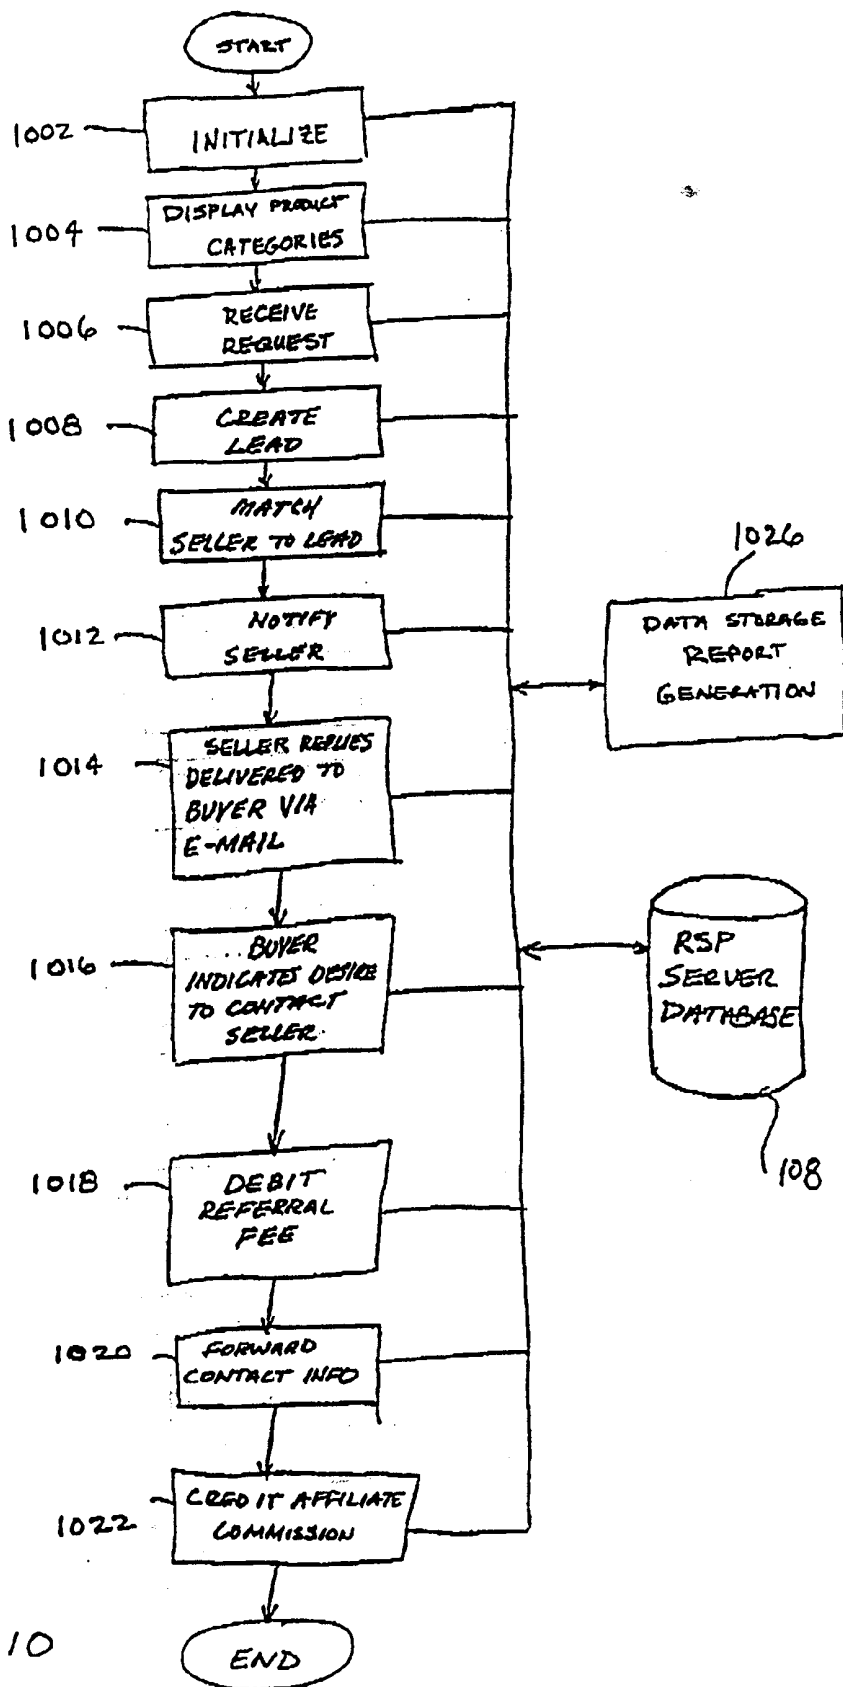 START
1002
INITIALIZE
1004
DISPLAY PRODUCT
CATEGORIES
1006
RECEIVE
REQUEST
1008
CREATE
LEAD
1010
MATCH
SELLER TO LEAD
1012
NOTIFY
SELLER
1014
SELLER REPLIES
DELIVERED TO
BUYER VIA
E-MAIL
1016
BUYER
INDICATES DESIRE
TO CONTACT
SELLER
1018
DEBIT
REFERRAL
FEE
1020
FORWARD
CONTACT INFO
1022
CREDIT AFFILIATE
COMMISSION
END
10
1026
DATA STORAGE
REPORT
GENERATION
RSP
SERVER
DATABASE
108